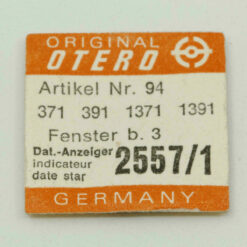 ORIGINAL
OTERO
Artikel Nr. 94
371 391 1371 1391
Fenster b. 3
Dat.-Anzeiger
indicateur
date star
2557/1
GERMANY